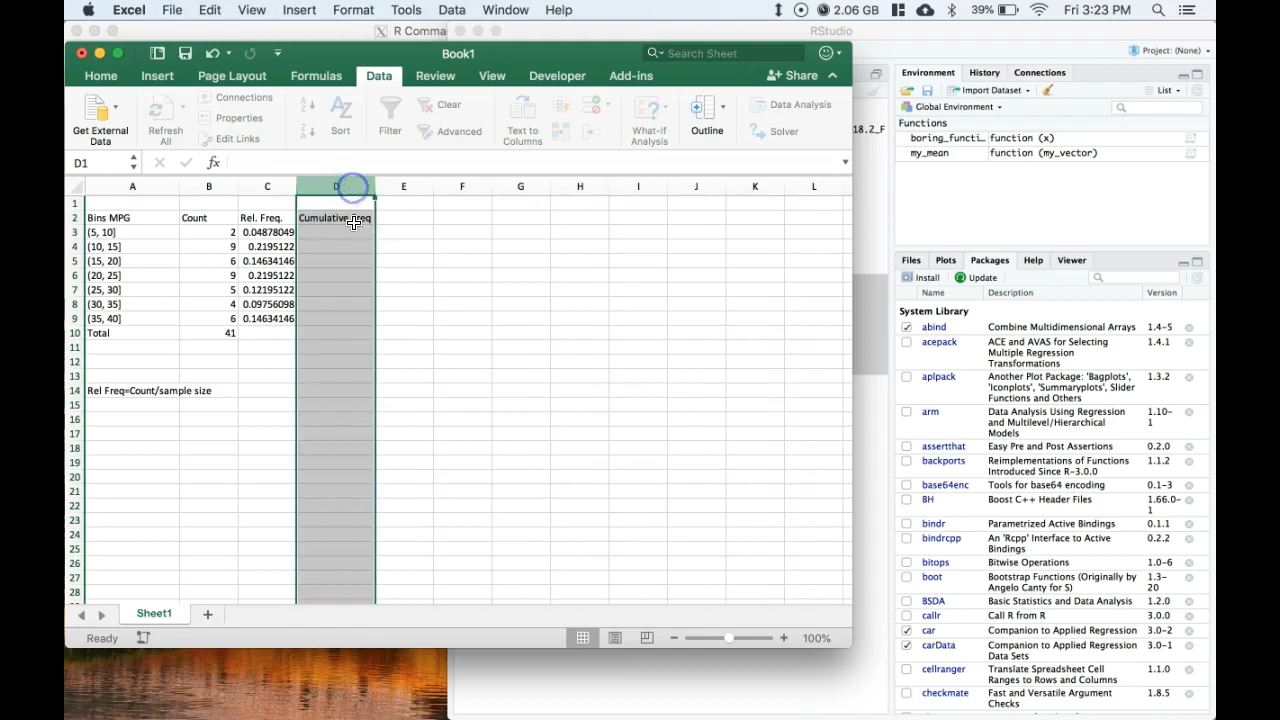 Excel File Edit View Insert Format Tools Data Window Help 2.06 GB 39% Fri 3:23 PM
R Comma RStudio
Book1 Search Sheet
Project: (None)
Home Insert Page Layout Formulas Data Review View Developer Add-ins Share
Environment History Connections
Import Dataset List
Global Environment
Functions
boring_functi… function (x)
my_mean function (my_vector)
Get External Data
Refresh All
Connections
Properties
Edit Links
Sort
Filter
Clear
Advanced
Text to Columns
What-if Analysis
Outline
Data Analysis
Solver
18.2_F
D1 fx
A B C D E F G H I J K L
1
2 Bins MPG Count Rel. Freq. Cumulative Freq
3 (5, 10] 2 0.04878049
4 (10, 15] 9 0.2195122
5 (15, 20] 6 0.14634146
6 (20, 25] 9 0.2195122
7 (25, 30] 5 0.12195122
8 (30, 35] 4 0.09756098
9 (35, 40] 6 0.14634146
10 Total 41
11
12
13
14 Rel Freq=Count/sample size
15
16
17
18
19
20
21
22
23
24
25
26
27
28
Sheet1
Ready 100%
Files Plots Packages Help Viewer
Install Update
Name Description Version
System Library
abind Combine Multidimensional Arrays 1.4-5
acepack ACE and AVAS for Selecting 1.4.1
Multiple Regression
Transformations
aplpack Another Plot Package: 'Bagplots', 1.3.2
'Iconplots', 'Summaryplots', Slider
Functions and Others
arm Data Analysis Using Regression 1.10-
and Multilevel/Hierarchical 1
Models
assertthat Easy Pre and Post Assertions 0.2.0
backports Reimplementations of Functions 1.1.2
Introduced Since R-3.0.0
base64enc Tools for base64 encoding 0.1-3
BH Boost C++ Header Files 1.66.0-
1
bindr Parametrized Active Bindings 0.1.1
bindrcpp An 'Rcpp' Interface to Active 0.2.2
Bindings
bitops Bitwise Operations 1.0-6
boot Bootstrap Functions (Originally by 1.3-
Angelo Canty for S) 20
BSDA Basic Statistics and Data Analysis 1.2.0
callr Call R from R 3.0.0
car Companion to Applied Regression 3.0-2
carData Companion to Applied Regression 3.0-1
Data Sets
cellranger Translate Spreadsheet Cell 1.1.0
Ranges to Rows and Columns
checkmate Fast and Versatile Argument 1.8.5
Checks